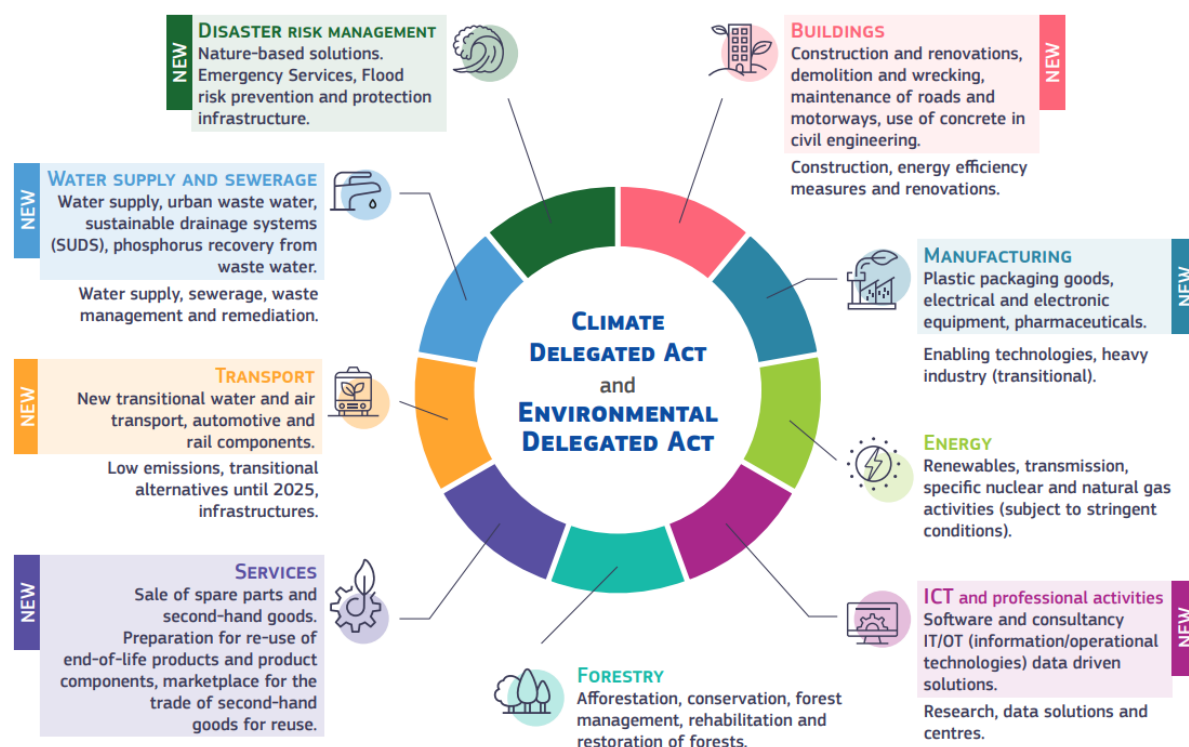 NEW
DISASTER RISK MANAGEMENT
Nature-based solutions.
Emergency Services, Flood
risk prevention and protection
infrastructure.
BUILDINGS
Construction and renovations,
demolition and wrecking,
maintenance of roads and
motorways, use of concrete in
civil engineering.
NEW
Construction, energy efficiency
measures and renovations.
NEW
WATER SUPPLY AND SEWERAGE
Water supply, urban waste water,
sustainable drainage systems
(SUDS), phosphorus recovery from
waste water.
Water supply, sewerage, waste
management and remediation.
MANUFACTURING
Plastic packaging goods,
electrical and electronic
equipment, pharmaceuticals.
NEW
Enabling technologies, heavy
industry (transitional).
CLIMATE
DELEGATED ACT
and
ENVIRONMENTAL
DELEGATED ACT
NEW
TRANSPORT
New transitional water and air
transport, automotive and
rail components.
Low emissions, transitional
alternatives until 2025,
infrastructures.
ENERGY
Renewables, transmission,
specific nuclear and natural gas
activities (subject to stringent
conditions).
NEW
SERVICES
Sale of spare parts and
second-hand goods.
Preparation for re-use of
end-of-life products and product
components, marketplace for the
trade of second-hand
goods for reuse.
ICT and professional activities
Software and consultancy
IT/OT (information/operational
technologies) data driven
solutions.
NEW
Research, data solutions and
centres.
FORESTRY
Afforestation, conservation, forest
management, rehabilitation and
restoration of forests.